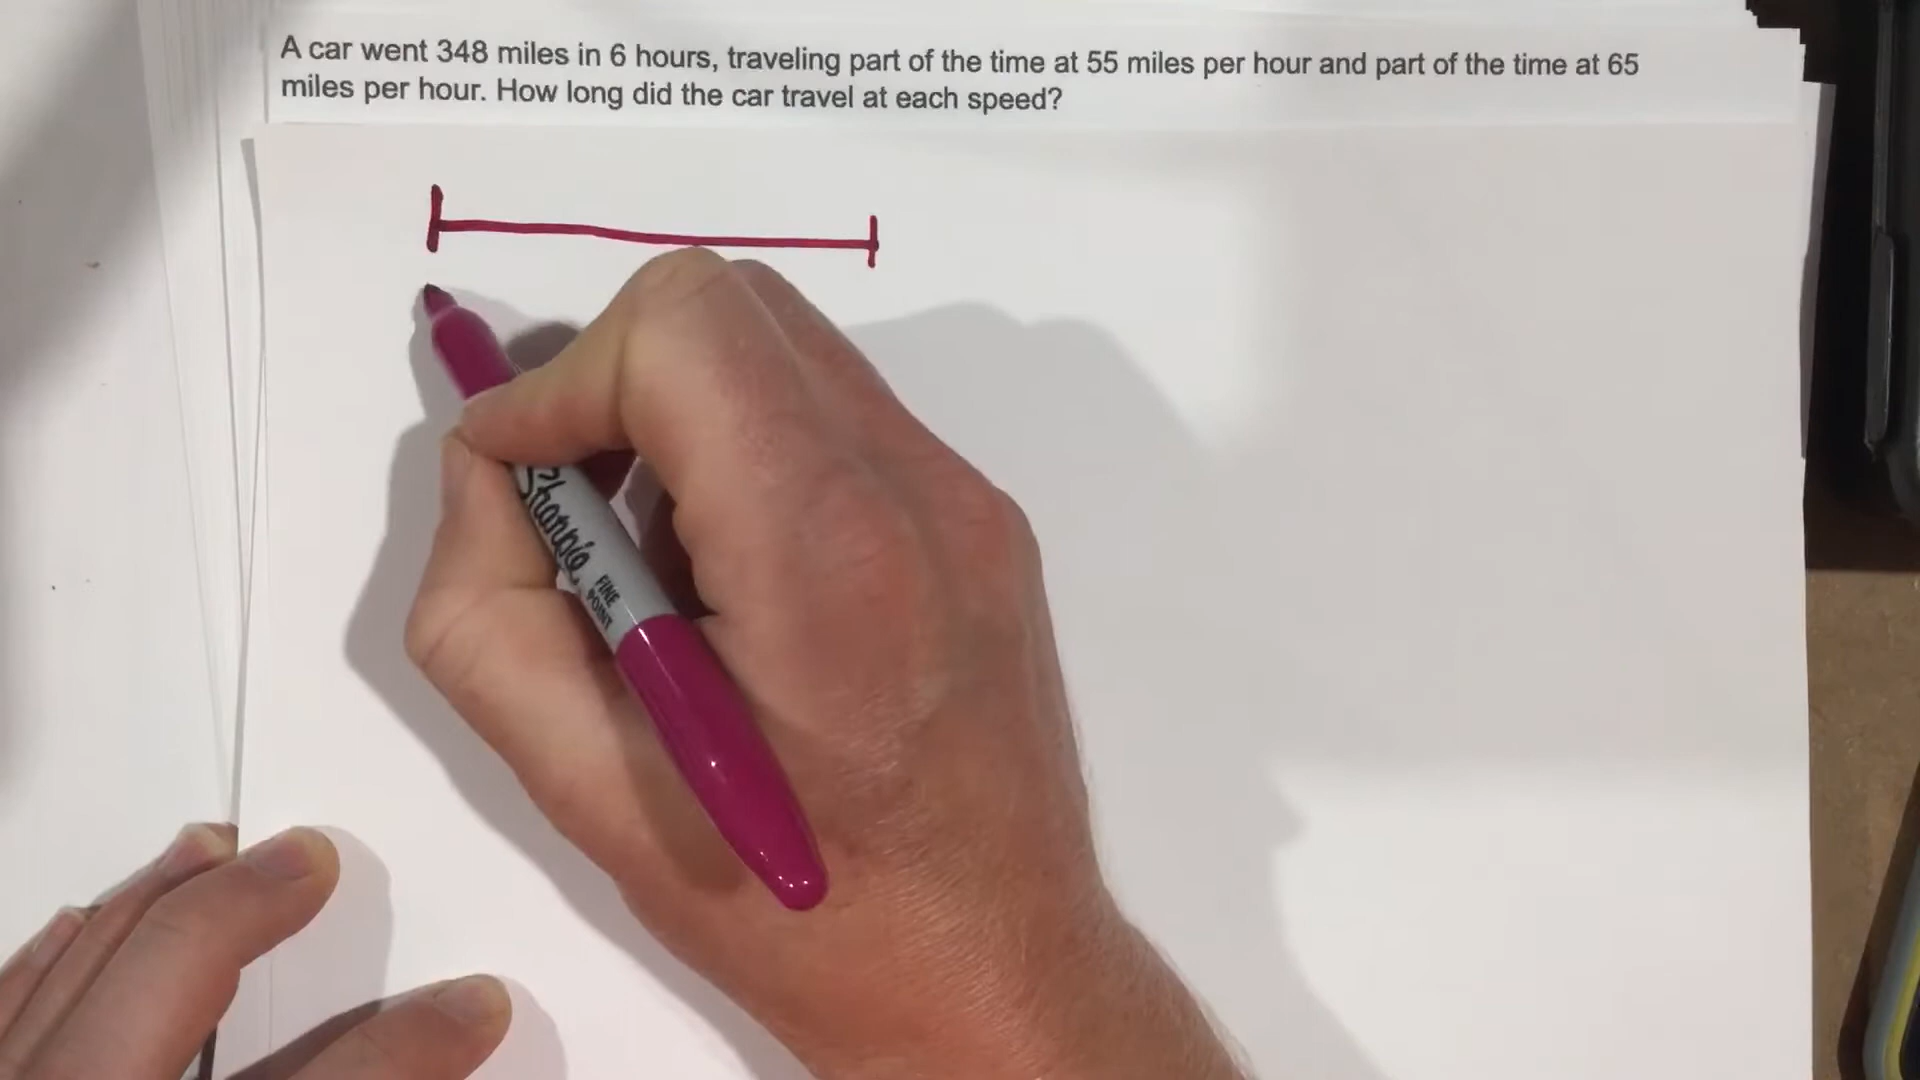 A car went 348 miles in 6 hours, traveling part of the time at 55 miles per hour and part of the time at 65
miles per hour. How long did the car travel at each speed?
Sharpie
FINE
POINT